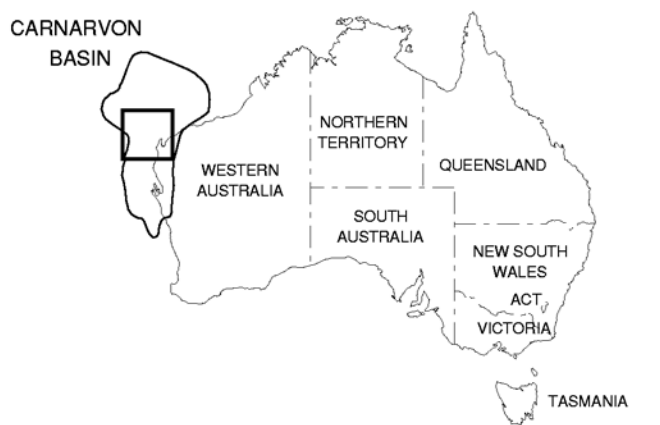 CARNARVON
BASIN
NORTHERN
TERRITORY
WESTERN
AUSTRALIA
QUEENSLAND
SOUTH
AUSTRALIA
NEW SOUTH
WALES
ACT
VICTORIA
TASMANIA